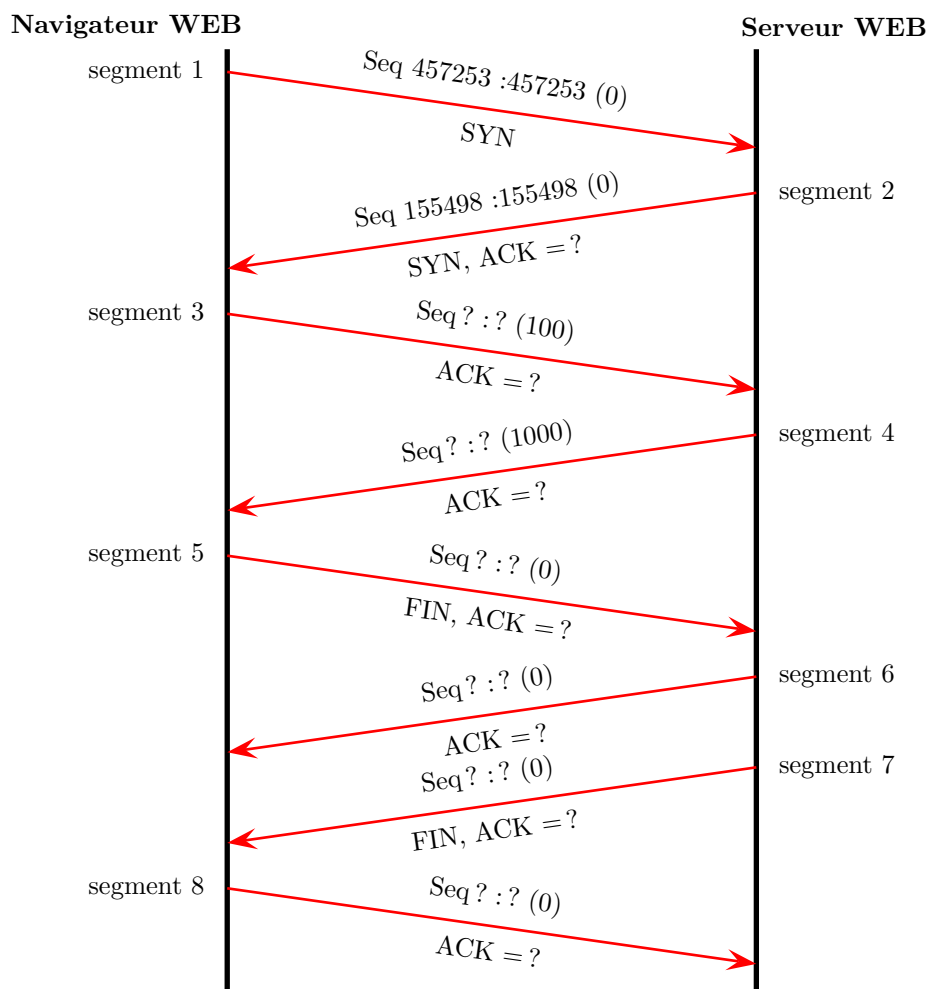 Navigateur WEB
Serveur WEB
segment 1
Seq 457253 :457253 (0)
SYN
segment 2
Seq 155498 :155498 (0)
SYN, ACK = ?
segment 3
Seq ? : ? (100)
ACK = ?
segment 4
Seq ? : ? (1000)
ACK = ?
segment 5
Seq ? : ? (0)
FIN, ACK = ?
segment 6
Seq ? : ? (0)
ACK = ?
segment 7
Seq ? : ? (0)
FIN, ACK = ?
segment 8
Seq ? : ? (0)
ACK = ?